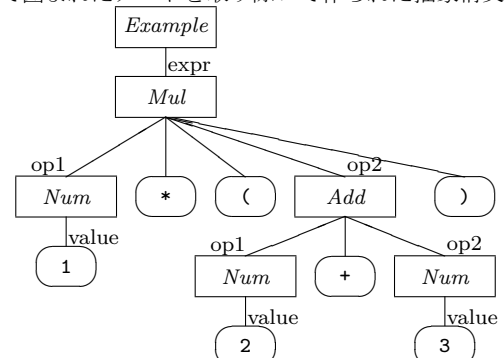 Example
expr
Mul
op1 op2
Num * ( Add )
value op1 op2
1 Num + Num
value value
2 3